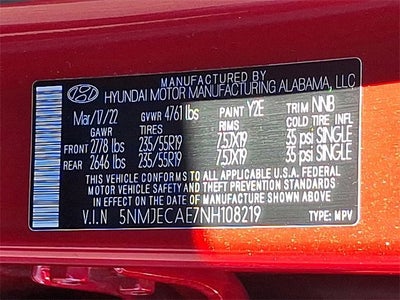 MANUFACTURED BY
HYUNDAI MOTOR MANUFACTURING ALABAMA, LLC
Mar/17/22 GVWR 4761 lbs PAINT Y2E TRIM NNB
GAWR TIRES RIMS COLD TIRE INFL
FRONT 2778 lbs 235/55R19 7.5JX19 35 psi SINGLE
REAR 2646 lbs 235/55R19 7.5JX19 35 psi SINGLE
THIS VEHICLE CONFORMS TO ALL APPLICABLE U.S.A. FEDERAL
MOTOR VEHICLE SAFETY AND THEFT PREVENTION STANDARDS IN
EFFECT ON THE DATE OF MANUFACTURE SHOWN ABOVE.
V.I.N 5NMJECAE7NH108219 TYPE: MPV